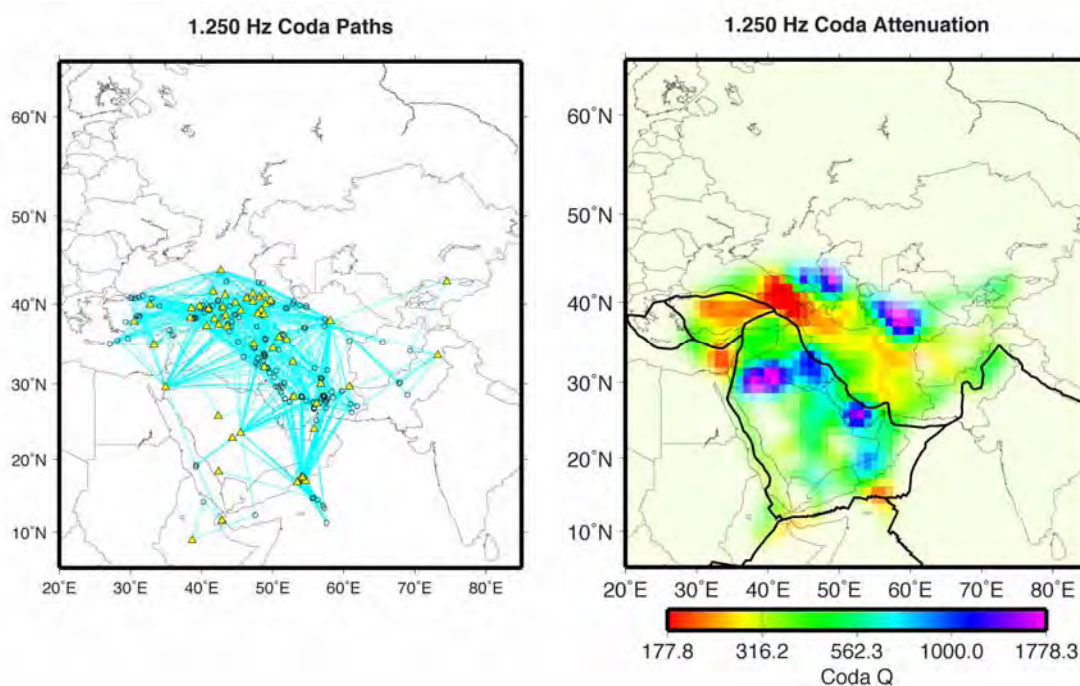 1.250 Hz Coda Paths
60˚N
50˚N
40˚N
30˚N
20˚N
10˚N
20˚E 30˚E 40˚E 50˚E 60˚E 70˚E 80˚E
1.250 Hz Coda Attenuation
60˚N
50˚N
40˚N
30˚N
20˚N
10˚N
20˚E 30˚E 40˚E 50˚E 60˚E 70˚E 80˚E
177.8 316.2 562.3 1000.0 1778.3
Coda Q